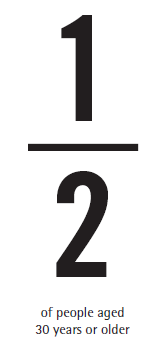 1
2
of people aged
30 years or older